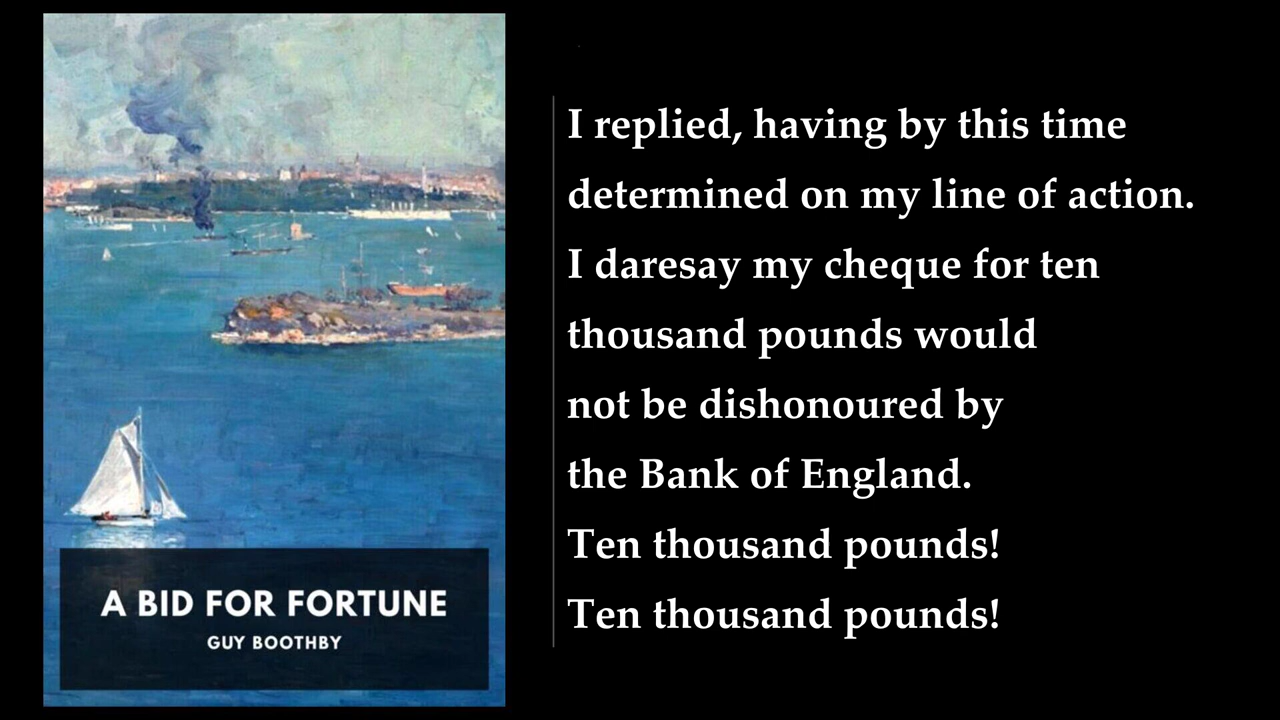 A BID FOR FORTUNE
GUY BOOTHBY
I replied, having by this time
determined on my line of action.
I daresay my cheque for ten
thousand pounds would
not be dishonoured by
the Bank of England.
Ten thousand pounds!
Ten thousand pounds!